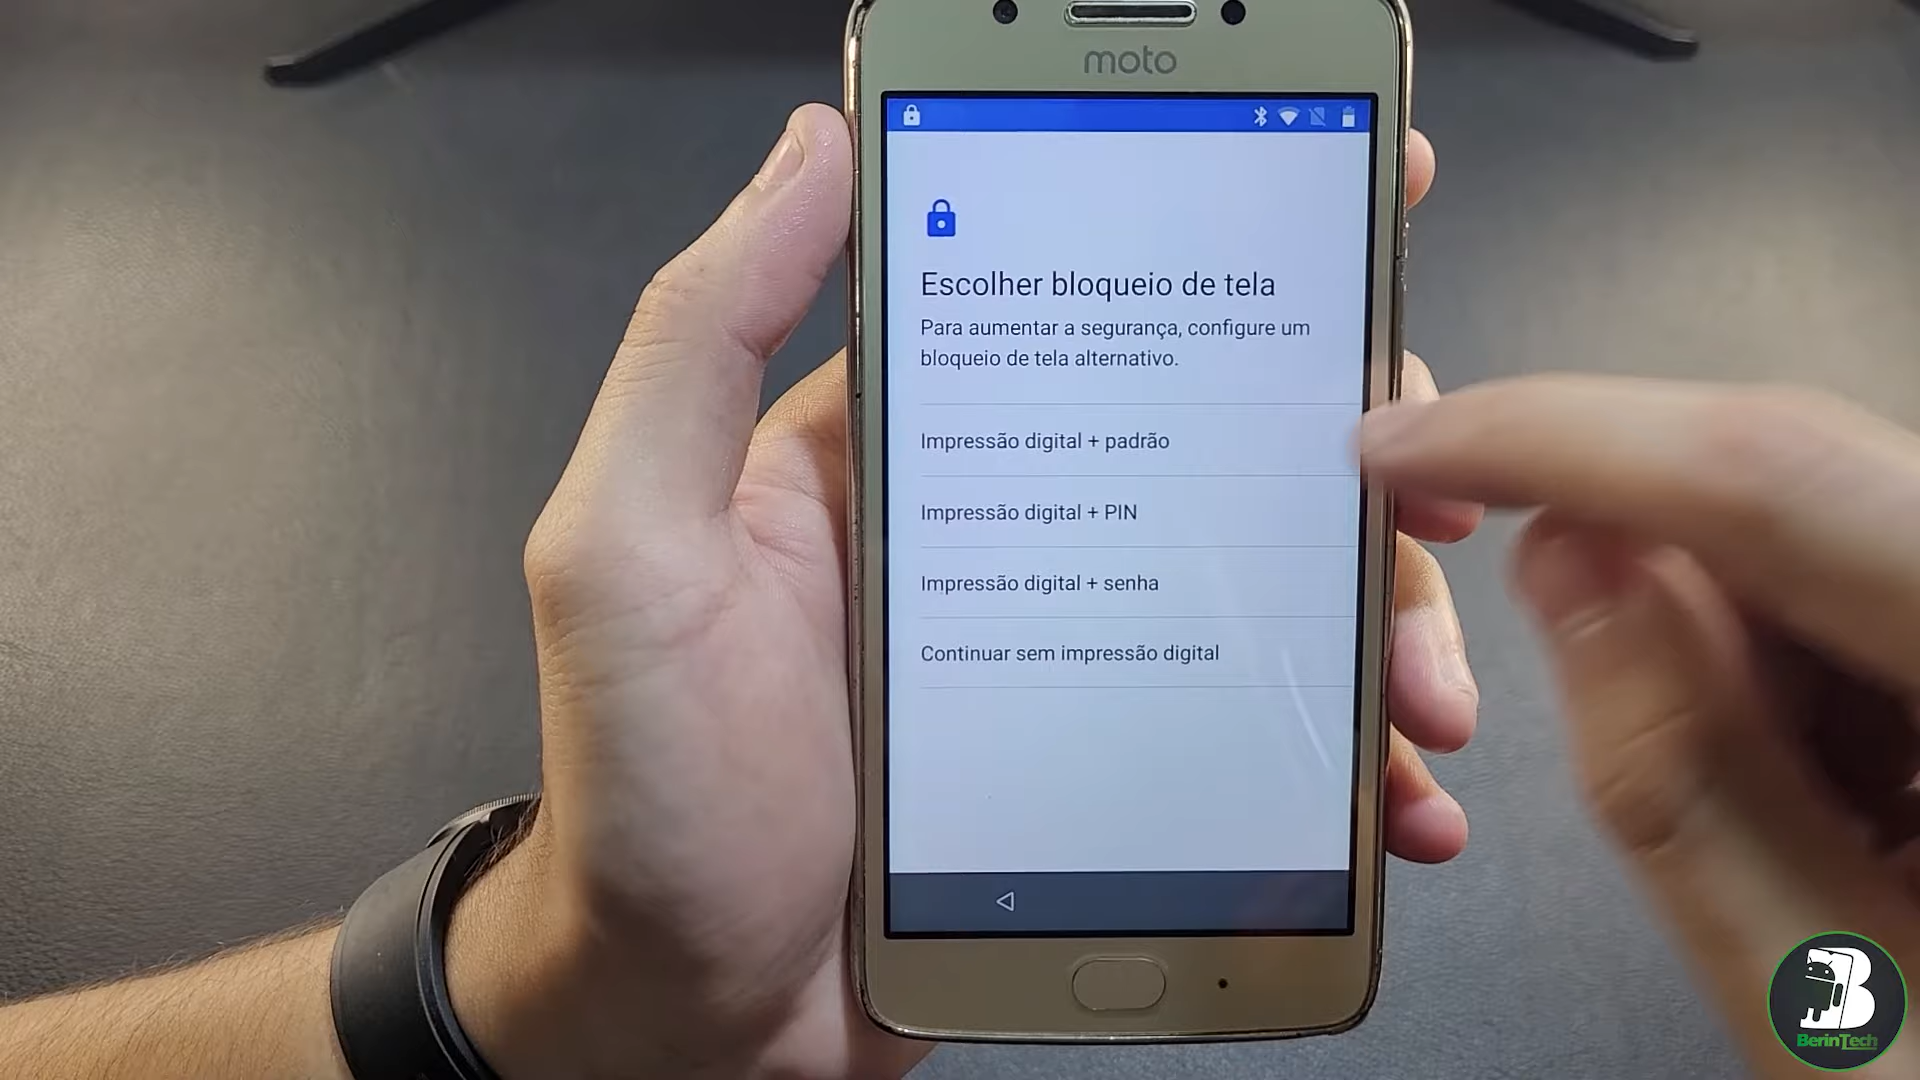 moto
Escolher bloqueio de tela
Para aumentar a segurança, configure um
bloqueio de tela alternativo.
Impressão digital + padrão
Impressão digital + PIN
Impressão digital + senha
Continuar sem impressão digital
B
BerinTech